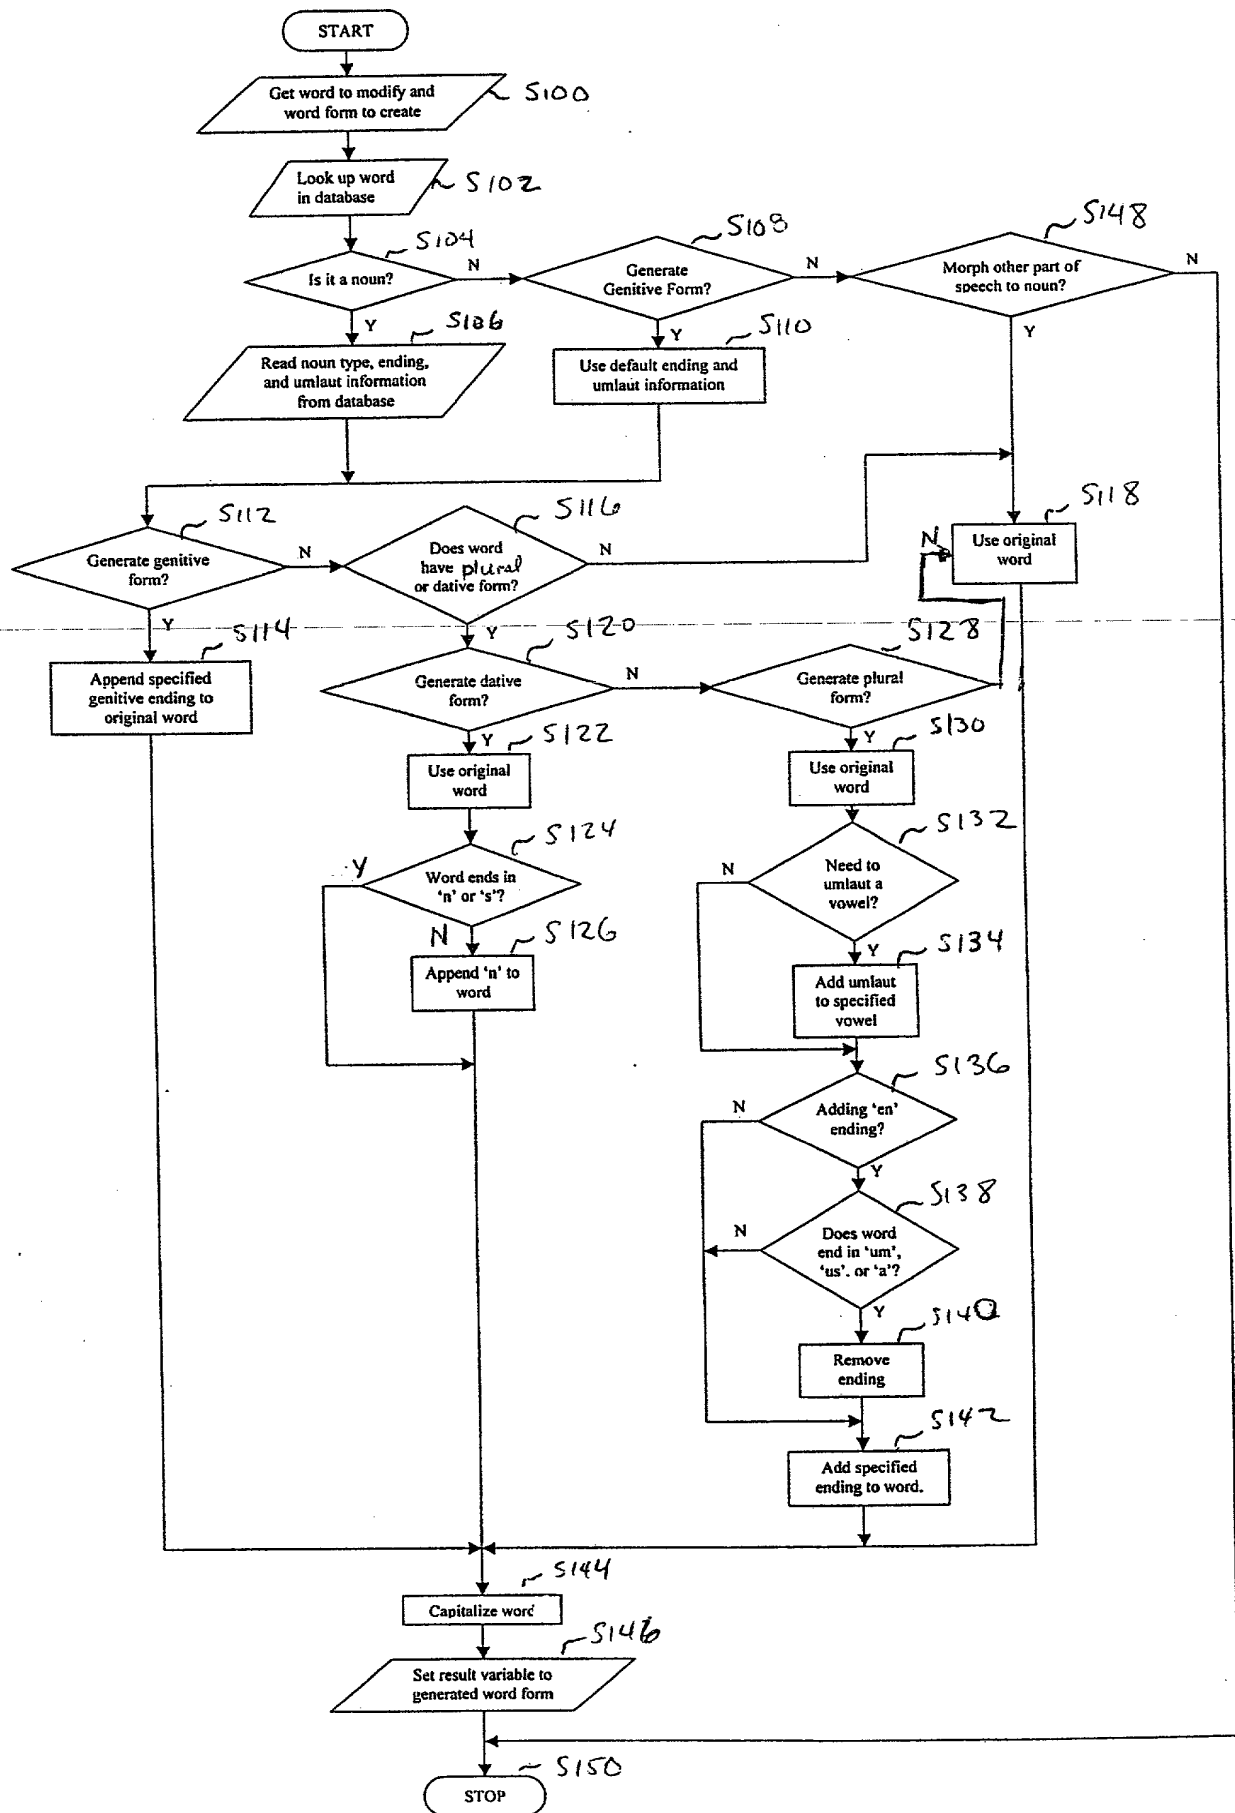 START
Get word to modify and
word form to create
S100
Look up word
in database
S102
S104
Is it a noun?
N
S108
Generate
Genitive Form?
N
S148
Morph other part of
speech to noun?
N
Y
S106
Read noun type, ending,
and umlaut information
from database
Y
S110
Use default ending and
umlaut information
Y
S112
Generate genitive
form?
N
S116
Does word
have plural
or dative form?
N
S118
N
Use original
word
Y
S114
Append specified
genitive ending to
original word
Y
S120
Generate dative
form?
N
S128
Generate plural
form?
Y
S122
Use original
word
Y
S130
Use original
word
S124
Y
Word ends in
'n' or 's'?
N
S126
Append 'n' to
word
S132
N
Need to
umlaut a
vowel?
Y
S134
Add umlaut
to specified
vowel
S136
N
Adding 'en'
ending?
Y
S138
N
Does word
end in 'um',
'us'. or 'a'?
Y
S140
Remove
ending
S142
Add specified
ending to word.
S144
Capitalize word
S146
Set result variable to
generated word form
S150
STOP